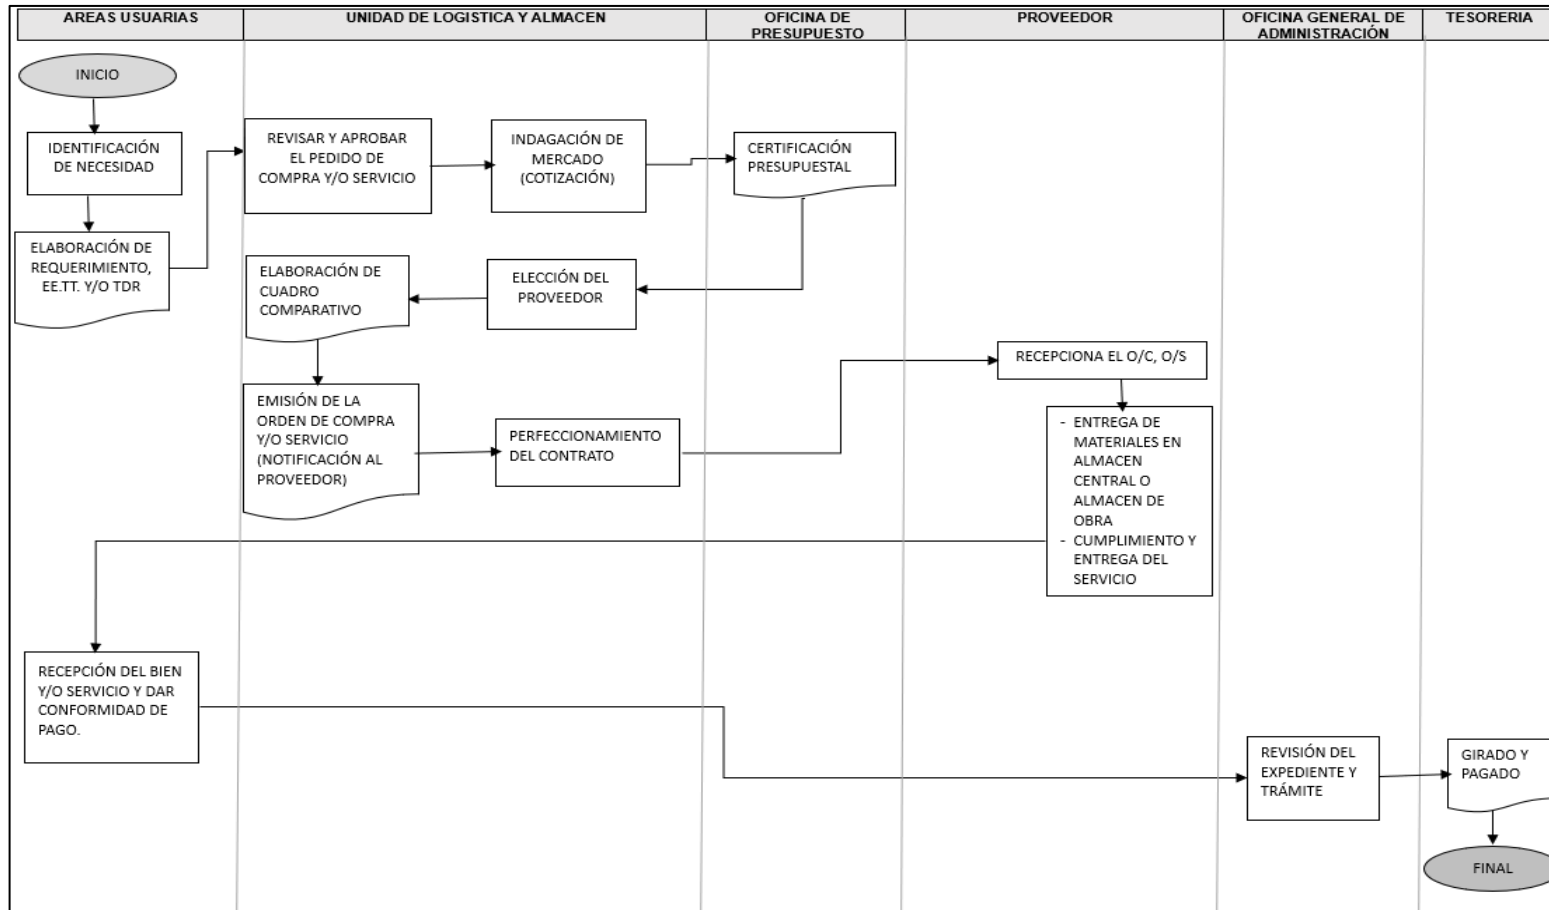 AREAS USUARIAS
UNIDAD DE LOGISTICA Y ALMACEN
OFICINA DE
PRESUPUESTO
PROVEEDOR
OFICINA GENERAL DE
ADMINISTRACIÓN
TESORERIA
INICIO
IDENTIFICACIÓN
DE NECESIDAD
ELABORACIÓN DE
REQUERIMIENTO,
EE.TT. Y/O TDR
REVISAR Y APROBAR
EL PEDIDO DE
COMPRA Y/O SERVICIO
INDAGACIÓN DE
MERCADO
(COTIZACIÓN)
CERTIFICACIÓN
PRESUPUESTAL
ELECCIÓN DEL
PROVEEDOR
ELABORACIÓN DE
CUADRO
COMPARATIVO
EMISIÓN DE LA
ORDEN DE COMPRA
Y/O SERVICIO
(NOTIFICACIÓN AL
PROVEEDOR)
PERFECCIONAMIENTO
DEL CONTRATO
RECEPCIONA EL O/C, O/S
- ENTREGA DE
MATERIALES EN
ALMACEN
CENTRAL O
ALMACEN DE
OBRA
- CUMPLIMIENTO Y
ENTREGA DEL
SERVICIO
RECEPCIÓN DEL BIEN
Y/O SERVICIO Y DAR
CONFORMIDAD DE
PAGO.
REVISIÓN DEL
EXPEDIENTE Y
TRÁMITE
GIRADO Y
PAGADO
FINAL